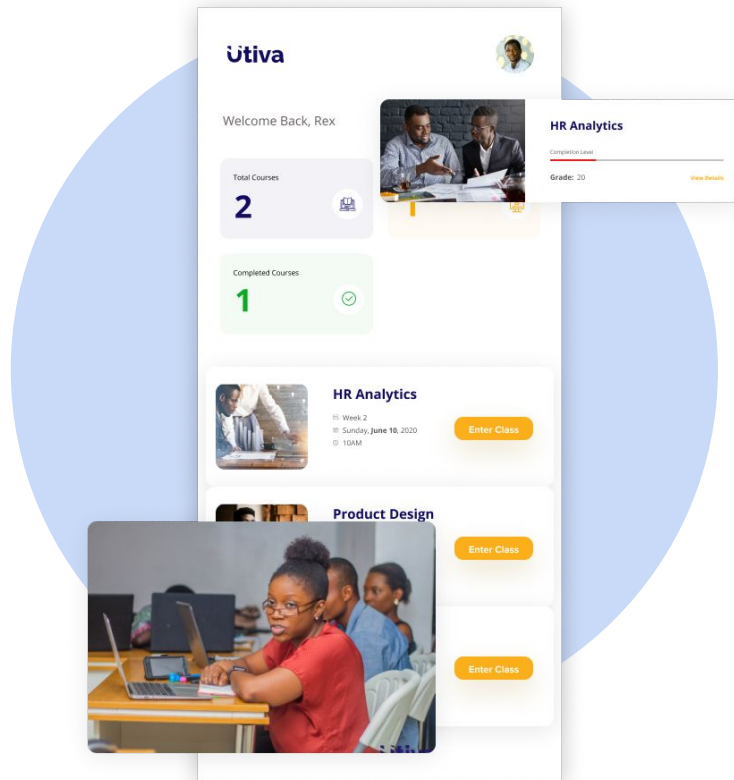 Utiva
Welcome Back, Rex
HR Analytics
Completion Level
Grade: 20
View Details
Total Courses
2
1
Completed Courses
1
HR Analytics
Week 2
Sunday, June 10, 2020
10AM
Enter Class
Product Design
Enter Class
Enter Class